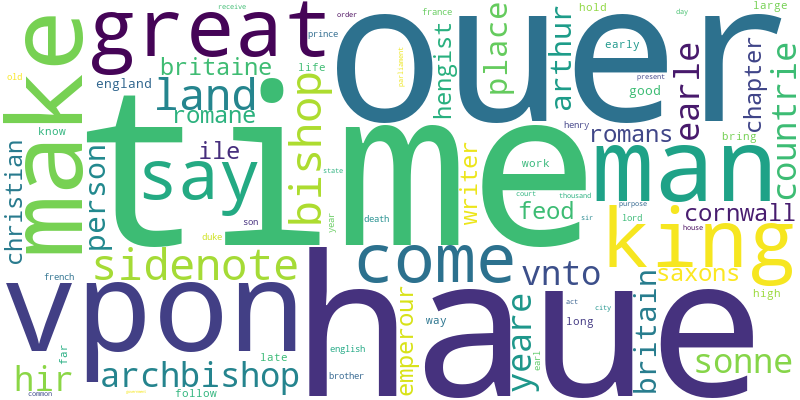 receive
order
france
day
large
great
ouer
prince
hold
make
early
old
britaine
life
hengist
place
arthur
parliament
england
land
good
present
earle
chapter
countrie
romane
bishop
know
time
henry
romans
bring
say
ile
man
christian
person
writer
work
state
feod
court
thousand
year
death
purpose
sir
lord
cornwall
son
house
king
duke
sidenote
come
vnto
saxons
french
vpon
haue
emperour
yeare
britain
high
act
city
way
long
far
late
english
earl
sonne
hir
archbishop
brother
common
follow